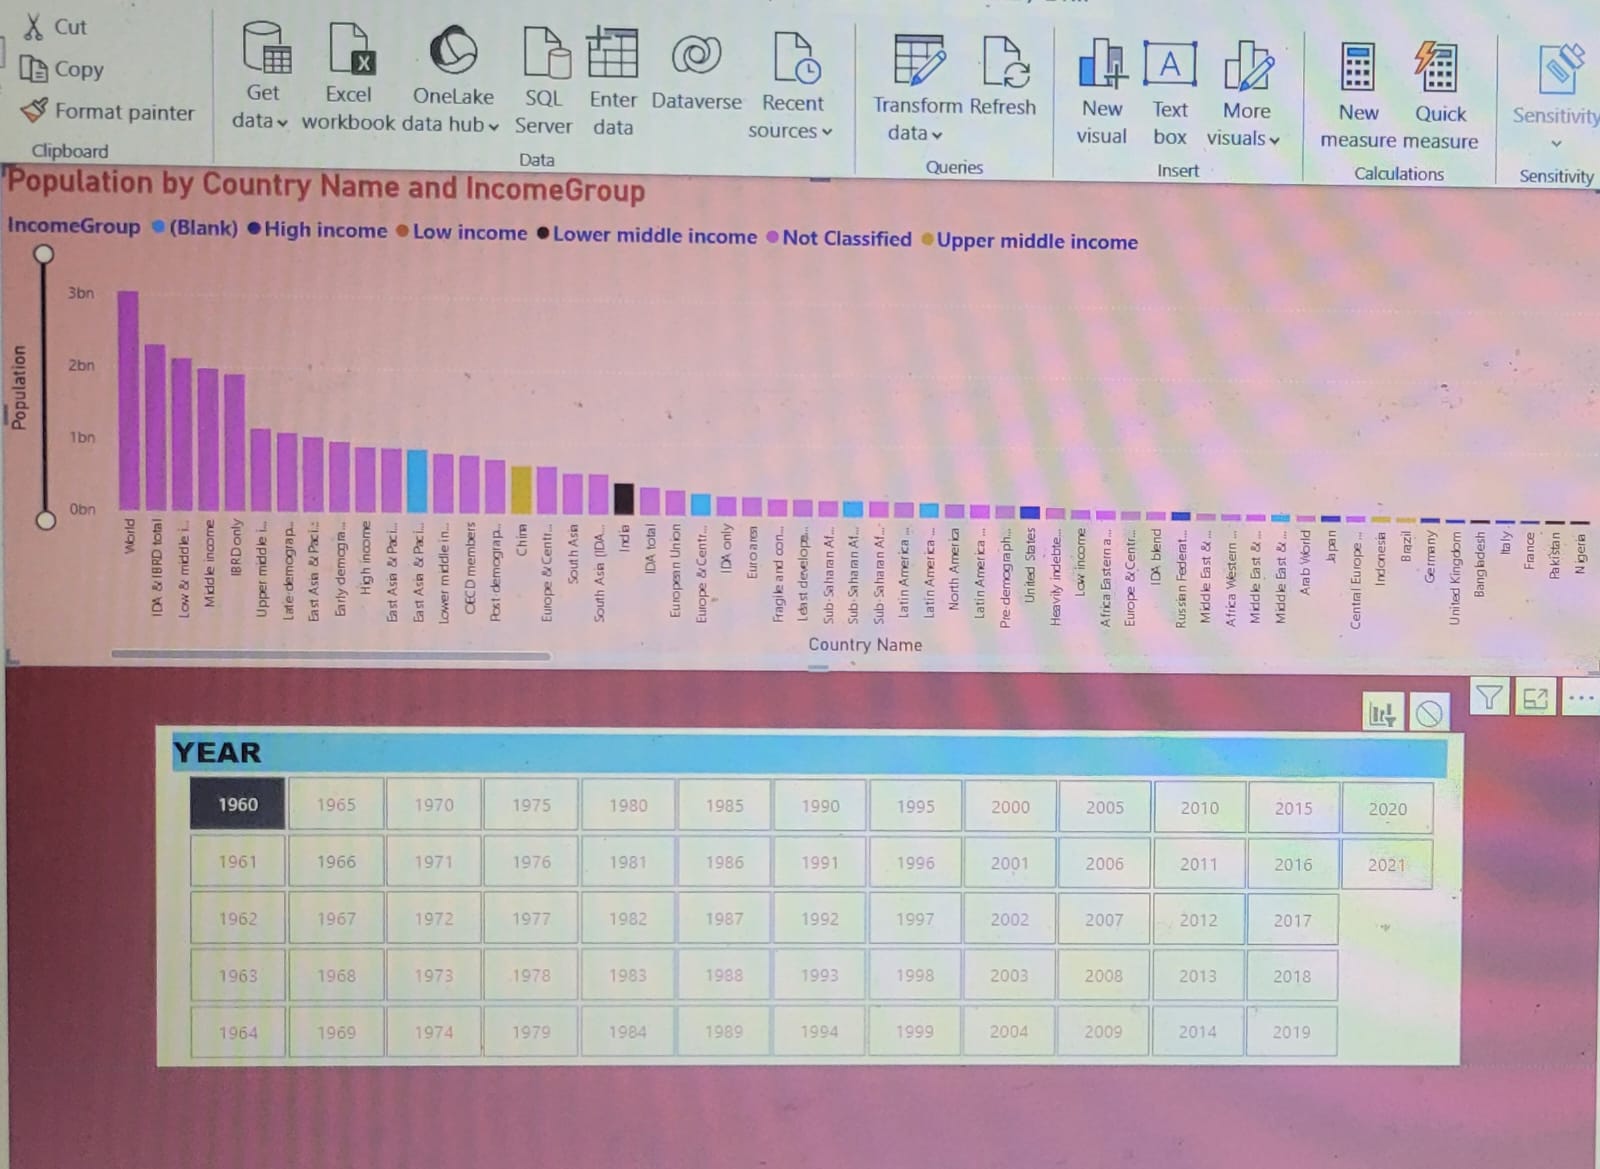 Cut
Copy
Format painter
Clipboard
Get data
Excel workbook
OneLake data hub
SQL Server
Enter data
Dataverse
Recent sources
Data
Transform data
Refresh
Queries
New visual
Text box
More visuals
Insert
New measure
Quick measure
Calculations
Sensitivity
Sensitivity
Population by Country Name and IncomeGroup
IncomeGroup (Blank) High income Low income Lower middle income Not Classified Upper middle income
Population
3bn
2bn
1bn
0bn
World
IDA & IBRD total
Low & middle i...
Middle income
IBRD only
Upper middle i...
Late-demograp...
East Asia & Paci...
Early-demogra...
High income
East Asia & Paci...
East Asia & Paci...
Lower middle in...
OECD members
Post-demograp...
China
Europe & Centr...
South Asia
South Asia (IDA...
India
IDA total
European Union
Europe & Centr...
IDA only
Euro area
Fragile and con...
Least develope...
Sub-Saharan Af...
Sub-Saharan Af...
Sub-Saharan Af...
Latin America ...
Latin America ...
North America
Latin America ...
Pre-demograph...
United States
Heavily indebte...
Low income
Africa Eastern a...
Europe & Centr...
IDA blend
Russian Federat...
Middle East & ...
Africa Western ...
Middle East & ...
Middle East & ...
Arab World
Japan
Central Europe ...
Indonesia
Brazil
Germany
United Kingdom
Bangladesh
Italy
France
Pakistan
Nigeria
Country Name
YEAR
1960 1965 1970 1975 1980 1985 1990 1995 2000 2005 2010 2015 2020
1961 1966 1971 1976 1981 1986 1991 1996 2001 2006 2011 2016 2021
1962 1967 1972 1977 1982 1987 1992 1997 2002 2007 2012 2017
1963 1968 1973 1978 1983 1988 1993 1998 2003 2008 2013 2018
1964 1969 1974 1979 1984 1989 1994 1999 2004 2009 2014 2019